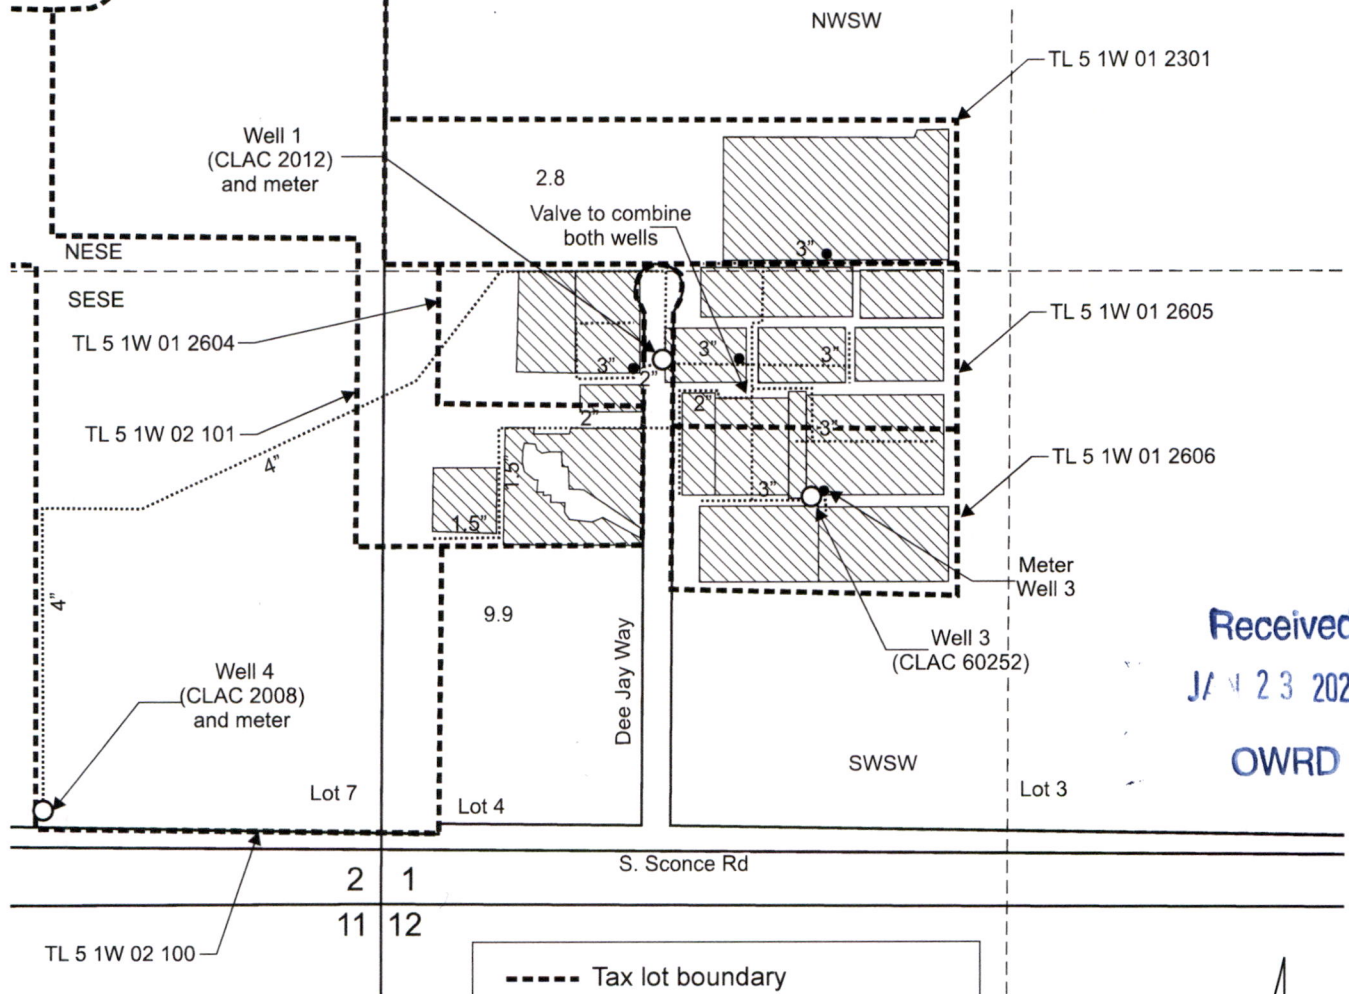 NWSW
TL 5 1W 01 2301
Well 1
(CLAC 2012)
and meter
2.8
Valve to combine
both wells
3"
NESE
SESE
TL 5 1W 01 2604
TL 5 1W 01 2605
3"
3"
3"
2"
2"
2"
3"
TL 5 1W 02 101
4"
1.5"
3"
TL 5 1W 01 2606
1.5"
4"
Meter
Well 3
9.9
Dee Jay Way
Well 3
(CLAC 60252)
Received
23 202
OWRD
Well 4
(CLAC 2008)
and meter
SWSW
Lot 7
Lot 4
Lot 3
S. Sconce Rd
2 1
11 12
TL 5 1W 02 100
Tax lot boundary